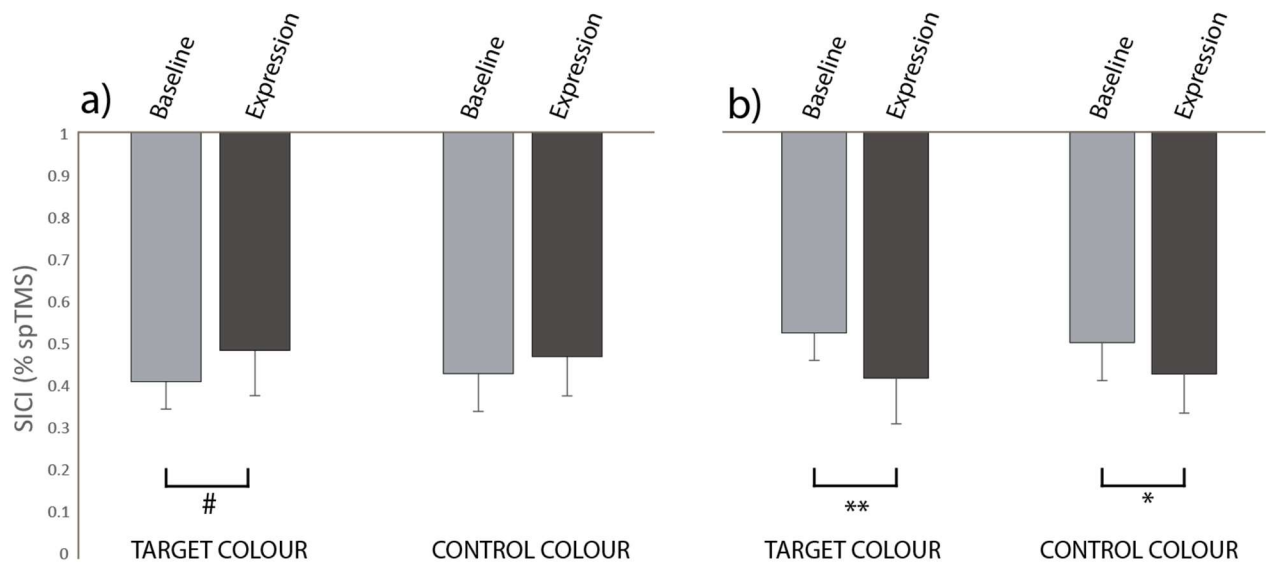 a)
Baseline
Expression
Baseline
Expression
b)
Baseline
Expression
Baseline
Expression
SICI (% spTMS)
1
0.9
0.8
0.7
0.6
0.5
0.4
0.3
0.2
0.1
0
#
**
*
TARGET COLOUR
CONTROL COLOUR
TARGET COLOUR
CONTROL COLOUR